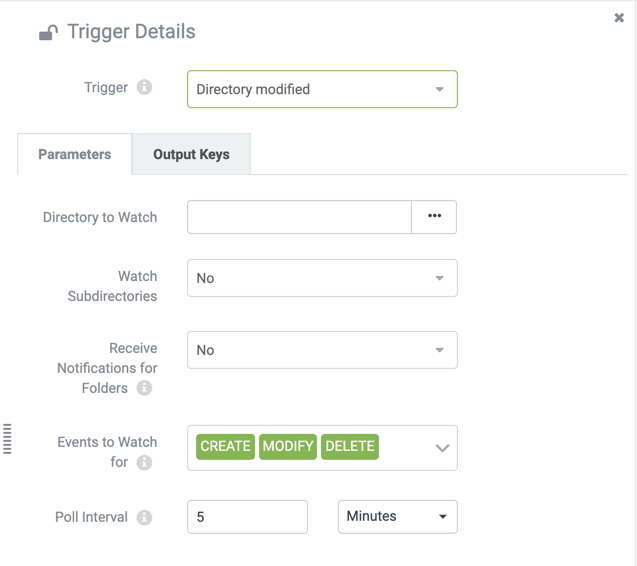 Trigger Details
Trigger
Directory modified
Parameters
Output Keys
Directory to Watch
Watch
Subdirectories
No
Receive
Notifications for
Folders
No
Events to Watch
for
CREATE MODIFY DELETE
Poll Interval
5
Minutes